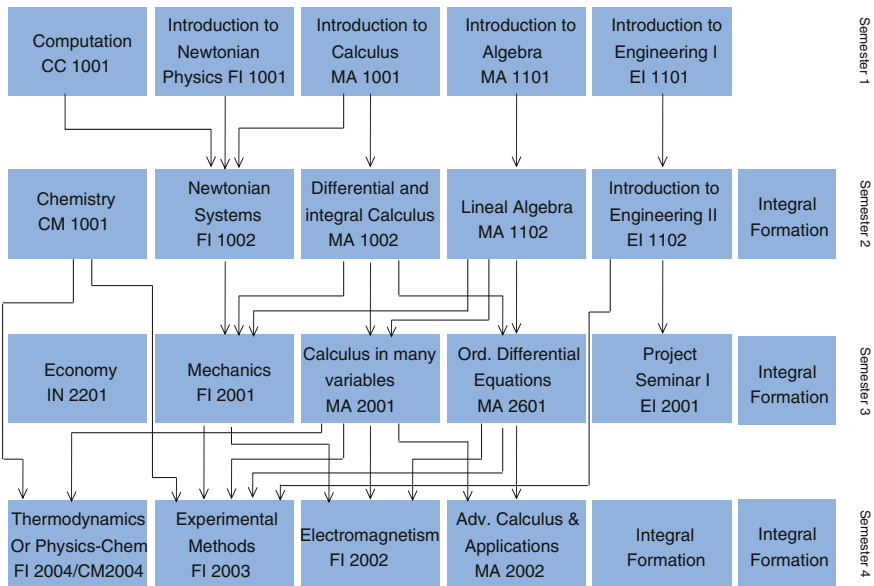 Computation
CC 1001
Introduction to
Newtonian
Physics FI 1001
Introduction to
Calculus
MA 1001
Introduction to
Algebra
MA 1101
Introduction to
Engineering I
EI 1101
Semester 1
Chemistry
CM 1001
Newtonian
Systems
FI 1002
Differential and
integral Calculus
MA 1002
Lineal Algebra
MA 1102
Introduction to
Engineering II
EI 1102
Integral
Formation
Semester 2
Economy
IN 2201
Mechanics
FI 2001
Calculus in many
variables
MA 2001
Ord. Differential
Equations
MA 2601
Project
Seminar I
EI 2001
Integral
Formation
Semester 3
Thermodynamics
Or Physics-Chem
FI 2004/CM2004
Experimental
Methods
FI 2003
Electromagnetism
FI 2002
Adv. Calculus &
Applications
MA 2002
Integral
Formation
Integral
Formation
Semester 4